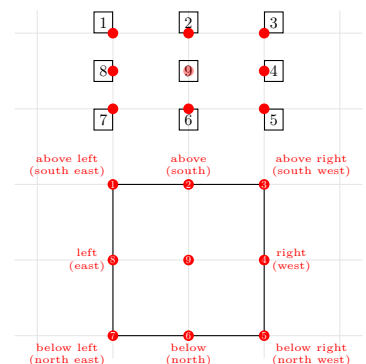 1 2 3
8 9 4
7 6 5
above left above above right
(south east) (south) (south west)
1 2 3
left right
(east) (west)
8 9 4
7 6 5
below left below below right
(north east) (north) (north west)